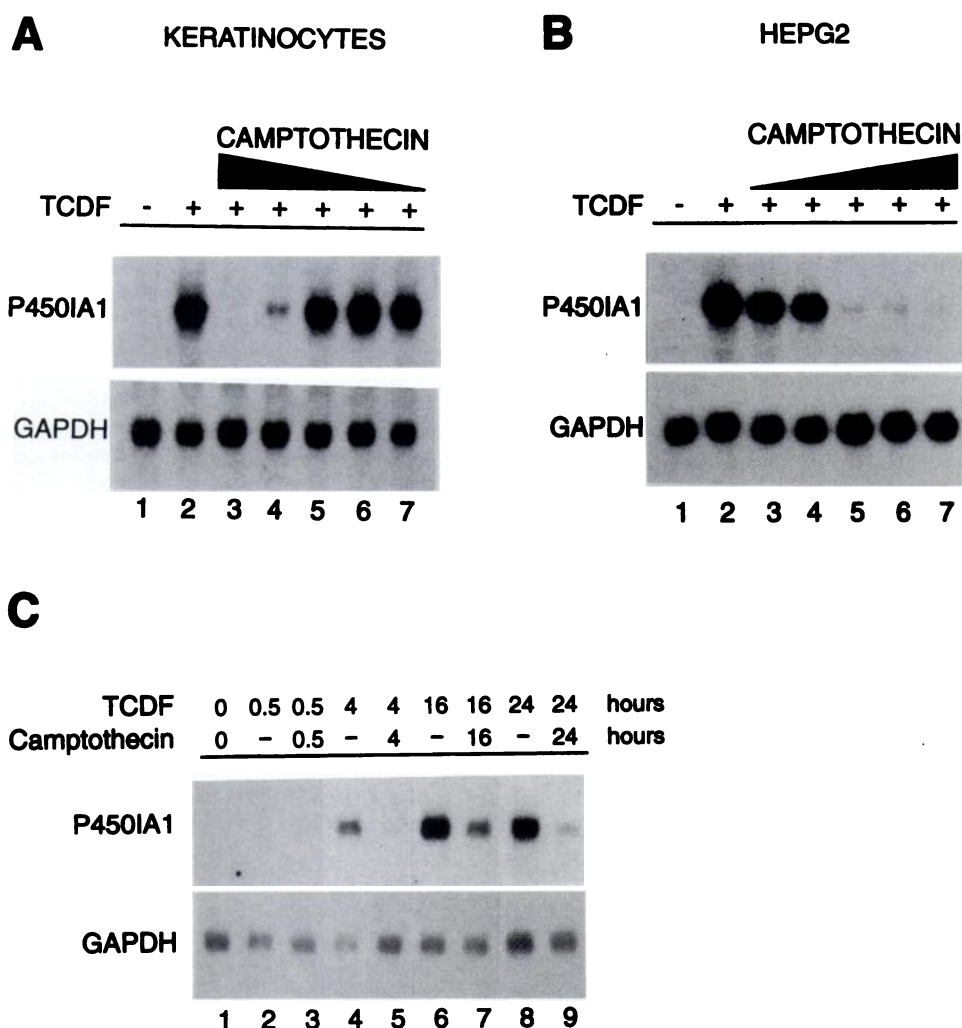 A KERATINOCYTES
CAMPTOTHECIN
TCDF - + + + + + +
P450IA1
GAPDH
1 2 3 4 5 6 7
B HEPG2
CAMPTOTHECIN
TCDF - + + + + + +
P450IA1
GAPDH
1 2 3 4 5 6 7
C
TCDF 0 0.5 0.5 4 4 16 16 24 24 hours
Camptothecin 0 - 0.5 - 4 - 16 - 24 hours
P450IA1
GAPDH
1 2 3 4 5 6 7 8 9